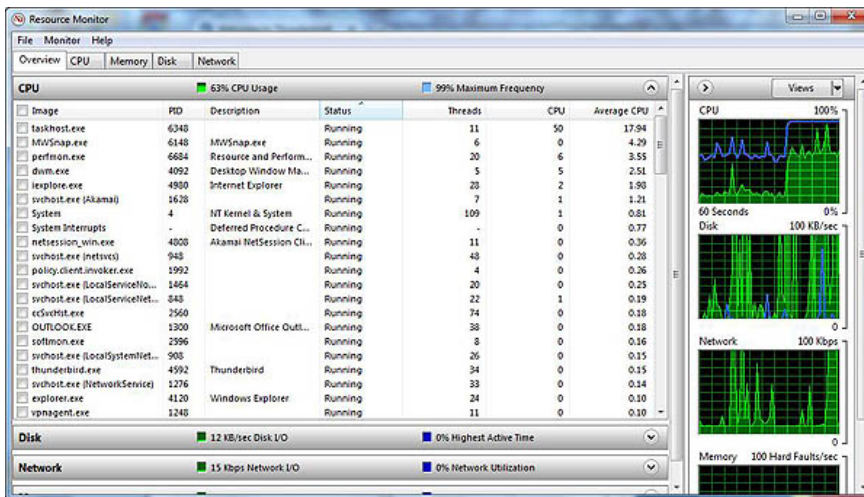 Resource Monitor
File Monitor Help
Overview CPU Memory Disk Network
CPU 63% CPU Usage 99% Maximum Frequency
Image PID Description Status Threads CPU Average CPU
taskhost.exe 6348 Running 11 50 17.94
MWSnap.exe 6148 MWSnap.exe Running 6 0 4.29
perfmon.exe 6684 Resource and Perform... Running 20 6 3.55
dwm.exe 4092 Desktop Window Ma... Running 5 5 2.51
iexplore.exe 4980 Internet Explorer Running 28 2 1.98
svchost.exe (Akamai) 1628 Running 7 1 1.21
System 4 NT Kernel & System Running 109 1 0.81
System Interrupts - Deferred Procedure C... Running - 0 0.77
netsession_win.exe 4808 Akamai NetSession Cli... Running 11 0 0.36
svchost.exe (netsvcs) 948 Running 48 0 0.28
policy.client.invoker.exe 1992 Running 4 0 0.26
svchost.exe (LocalServiceNo... 1464 Running 20 0 0.25
svchost.exe (LocalServiceNet... 848 Running 22 1 0.19
ccSvcHst.exe 2560 Running 74 0 0.18
OUTLOOK.EXE 1300 Microsoft Office Outl... Running 38 0 0.18
softmon.exe 2596 Running 8 0 0.16
svchost.exe (LocalSystemNet... 908 Running 26 0 0.15
thunderbird.exe 4592 Thunderbird Running 34 0 0.15
svchost.exe (NetworkService) 1276 Running 33 0 0.14
explorer.exe 4120 Windows Explorer Running 24 0 0.10
vpnagent.exe 1248 Running 11 0 0.10
Disk 12 KB/sec Disk I/O 0% Highest Active Time
Network 15 Kbps Network I/O 0% Network Utilization
Views
CPU 100%
60 Seconds 0%
Disk 100 KB/sec
0
Network 100 Kbps
0
Memory 100 Hard Faults/sec